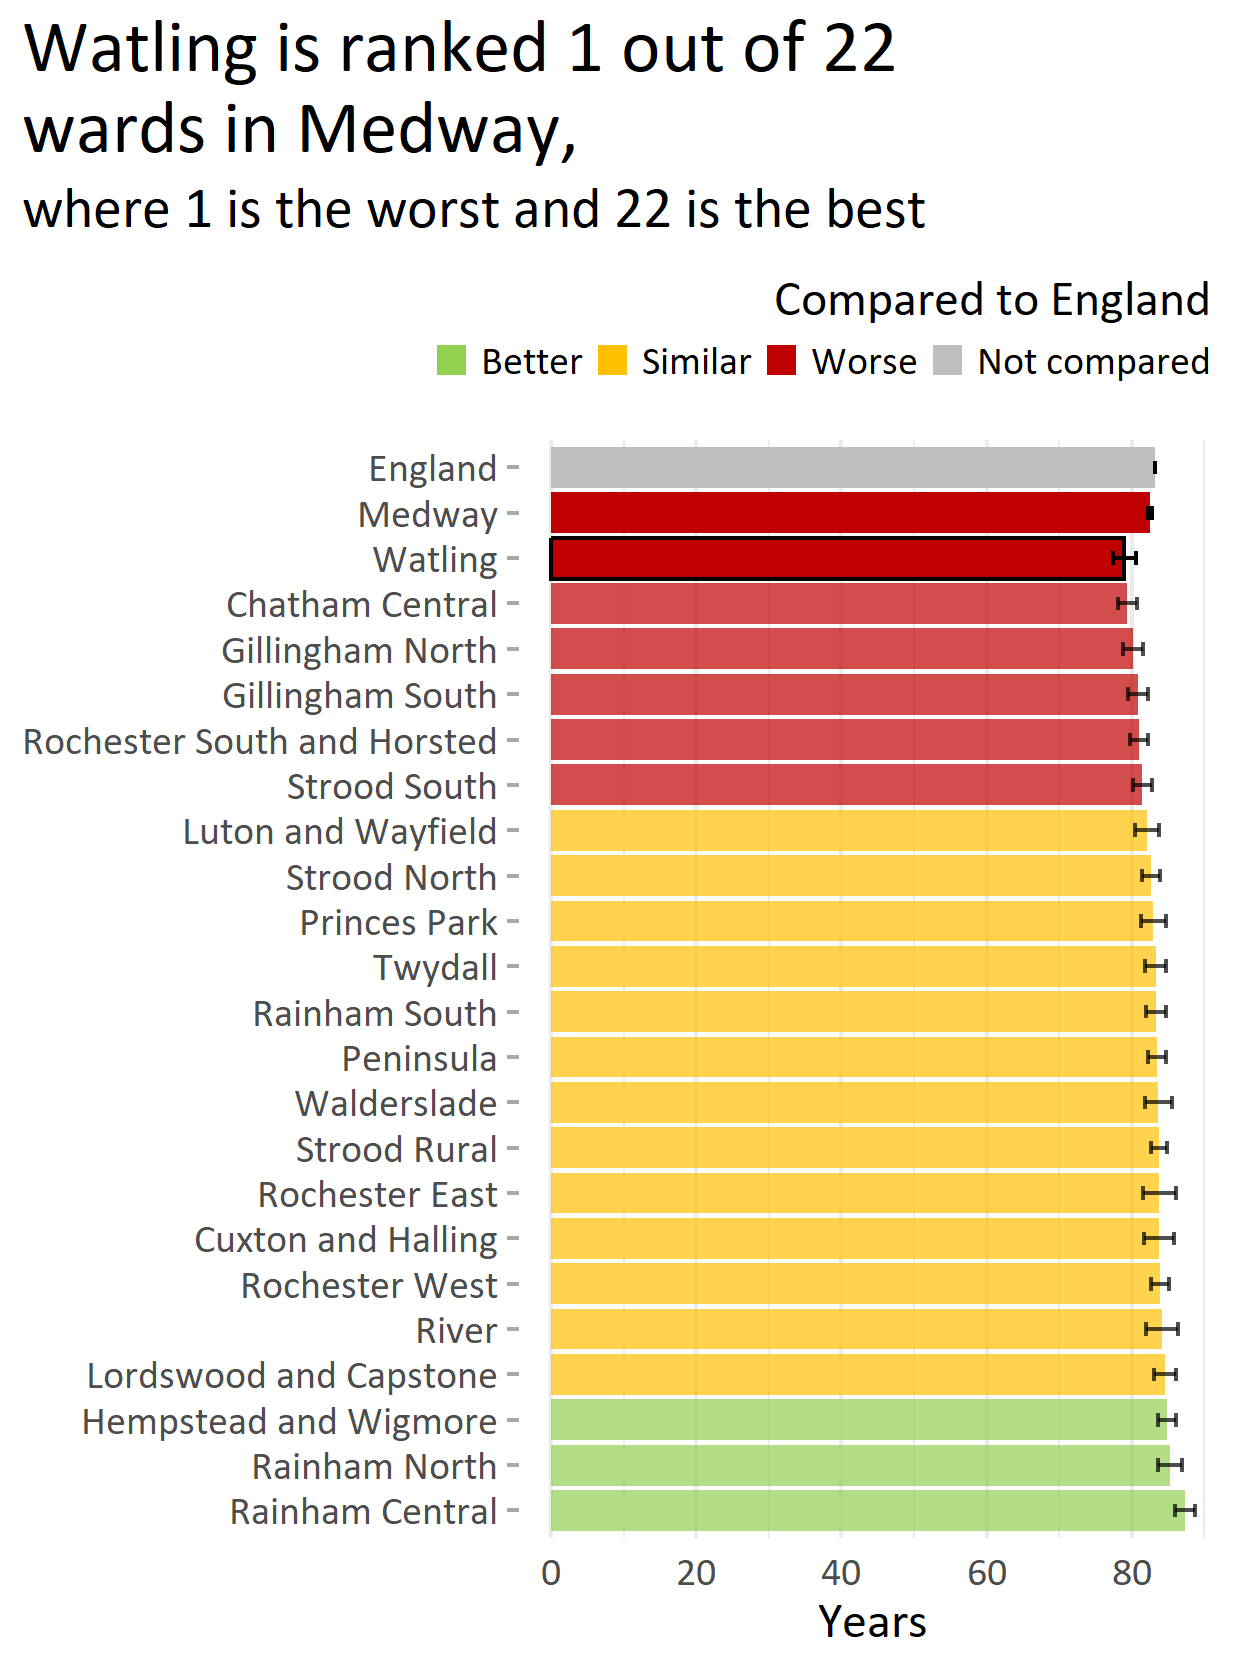 Watling is ranked 1 out of 22
wards in Medway,
where 1 is the worst and 22 is the best
Compared to England
Better Similar Worse Not compared
England
Medway
Watling
Chatham Central
Gillingham North
Gillingham South
Rochester South and Horsted
Strood South
Luton and Wayfield
Strood North
Princes Park
Twydall
Rainham South
Peninsula
Walderslade
Strood Rural
Rochester East
Cuxton and Halling
Rochester West
River
Lordswood and Capstone
Hempstead and Wigmore
Rainham North
Rainham Central
0 20 40 60 80
Years